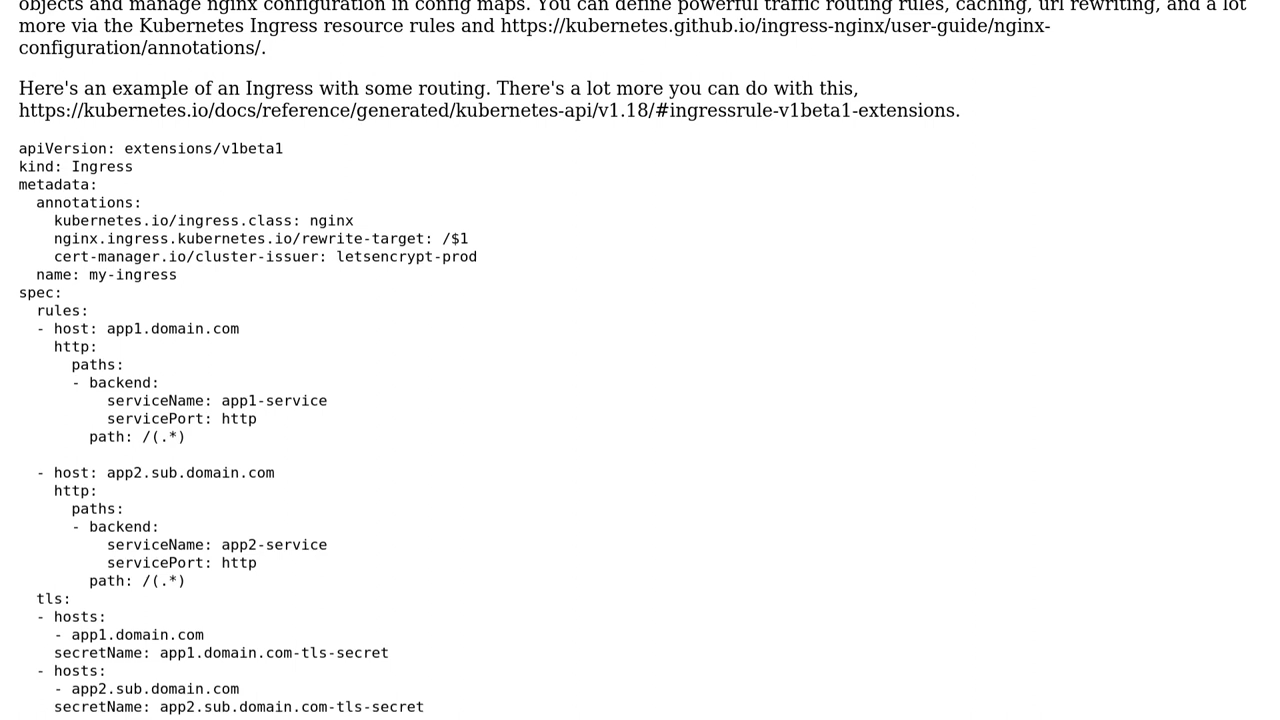 objects and manage nginx configuration in config maps. You can define powerful traffic routing rules, caching, url rewriting, and a lot
more via the Kubernetes Ingress resource rules and https://kubernetes.github.io/ingress-nginx/user-guide/nginx-
configuration/annotations/.

Here's an example of an Ingress with some routing. There's a lot more you can do with this,
https://kubernetes.io/docs/reference/generated/kubernetes-api/v1.18/#ingressrule-v1beta1-extensions.

apiVersion: extensions/v1beta1
kind: Ingress
metadata:
  annotations:
    kubernetes.io/ingress.class: nginx
    nginx.ingress.kubernetes.io/rewrite-target: /$1
    cert-manager.io/cluster-issuer: letsencrypt-prod
  name: my-ingress
spec:
  rules:
  - host: app1.domain.com
    http:
      paths:
      - backend:
          serviceName: app1-service
          servicePort: http
        path: /(.*)

  - host: app2.sub.domain.com
    http:
      paths:
      - backend:
          serviceName: app2-service
          servicePort: http
        path: /(.*)
  tls:
  - hosts:
    - app1.domain.com
    secretName: app1.domain.com-tls-secret
  - hosts:
    - app2.sub.domain.com
    secretName: app2.sub.domain.com-tls-secret